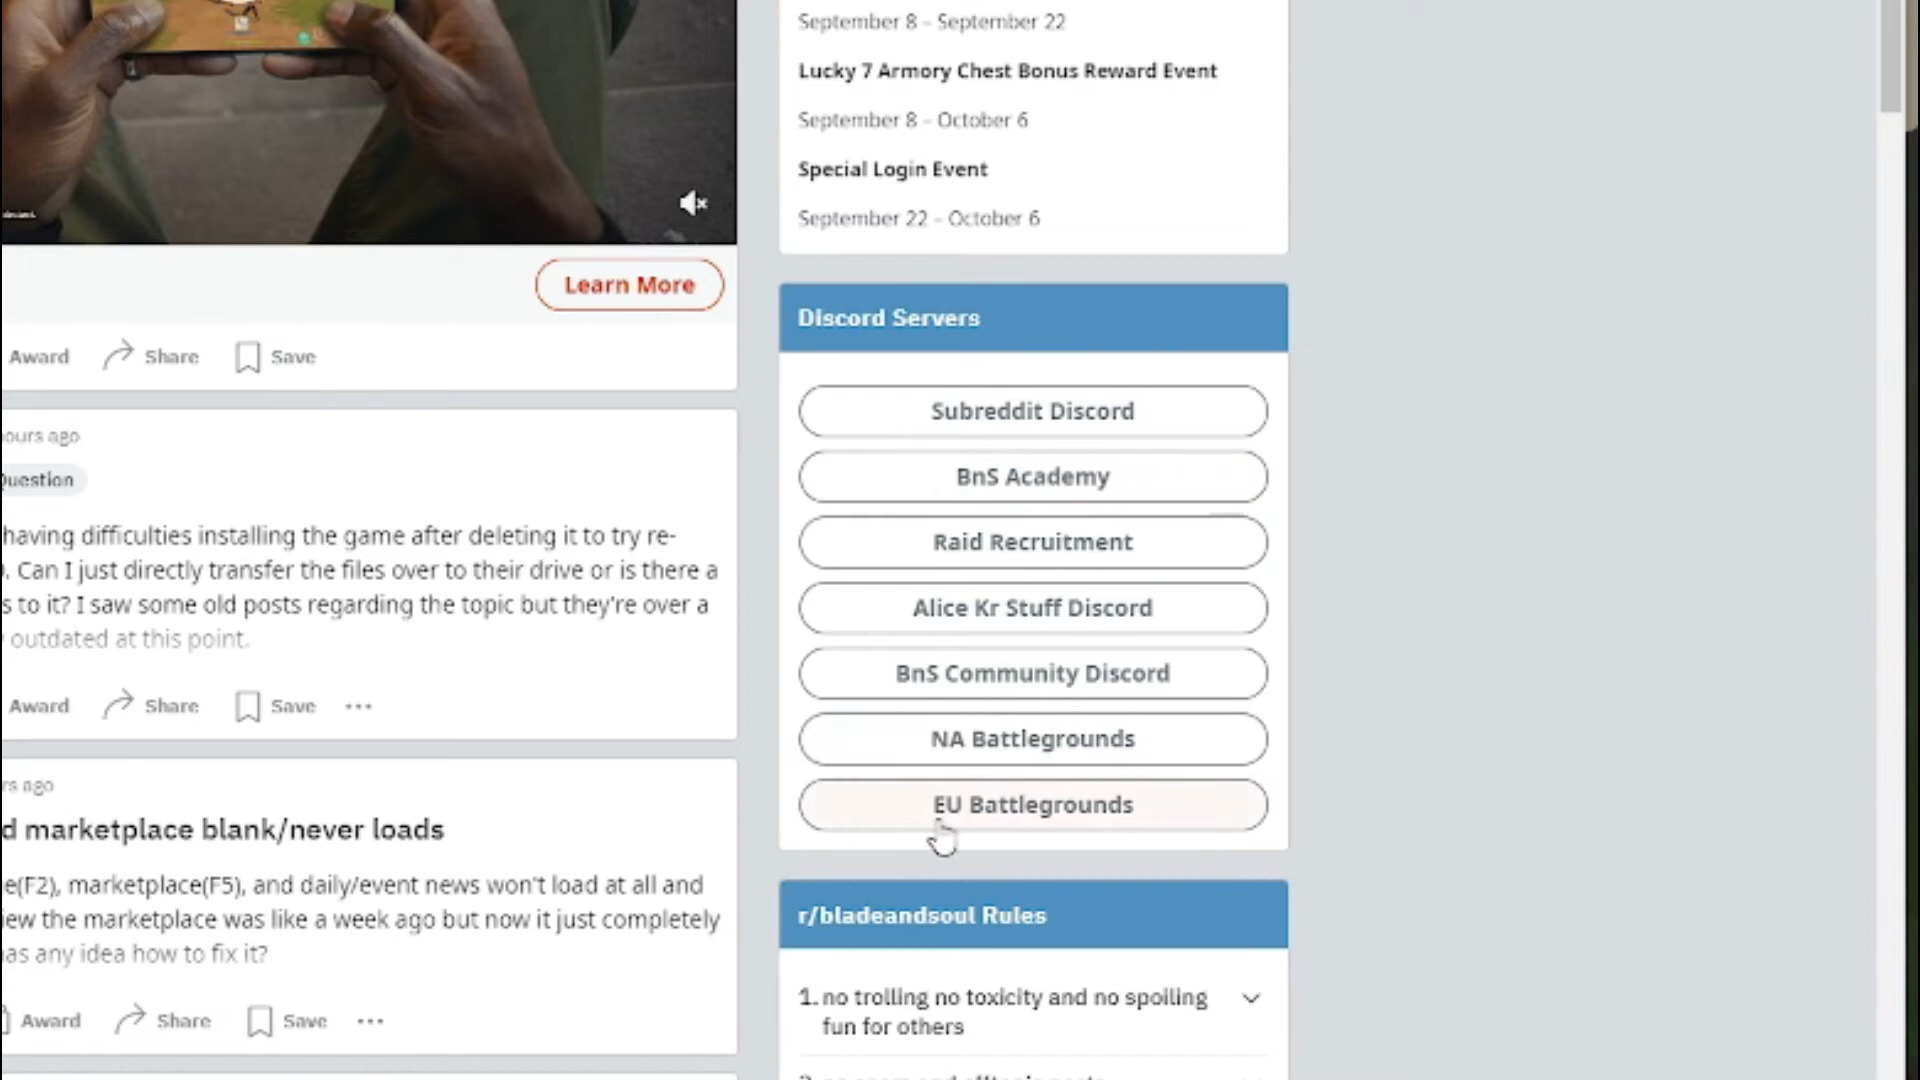 September 8 – September 22
Lucky 7 Armory Chest Bonus Reward Event
September 8 – October 6
Special Login Event
September 22 – October 6
Learn More
Award Share Save
ours ago
Question
having difficulties installing the game after deleting it to try re-
. Can I just directly transfer the files over to their drive or is there a
s to it? I saw some old posts regarding the topic but they're over a
outdated at this point.
Award Share Save ...
rs ago
d marketplace blank/never loads
e(F2), marketplace(F5), and daily/event news won't load at all and
iew the marketplace was like a week ago but now it just completely
as any idea how to fix it?
Award Share Save ...
Discord Servers
Subreddit Discord
BnS Academy
Raid Recruitment
Alice Kr Stuff Discord
BnS Community Discord
NA Battlegrounds
EU Battlegrounds
r/bladeandsoul Rules
1. no trolling no toxicity and no spoiling
fun for others